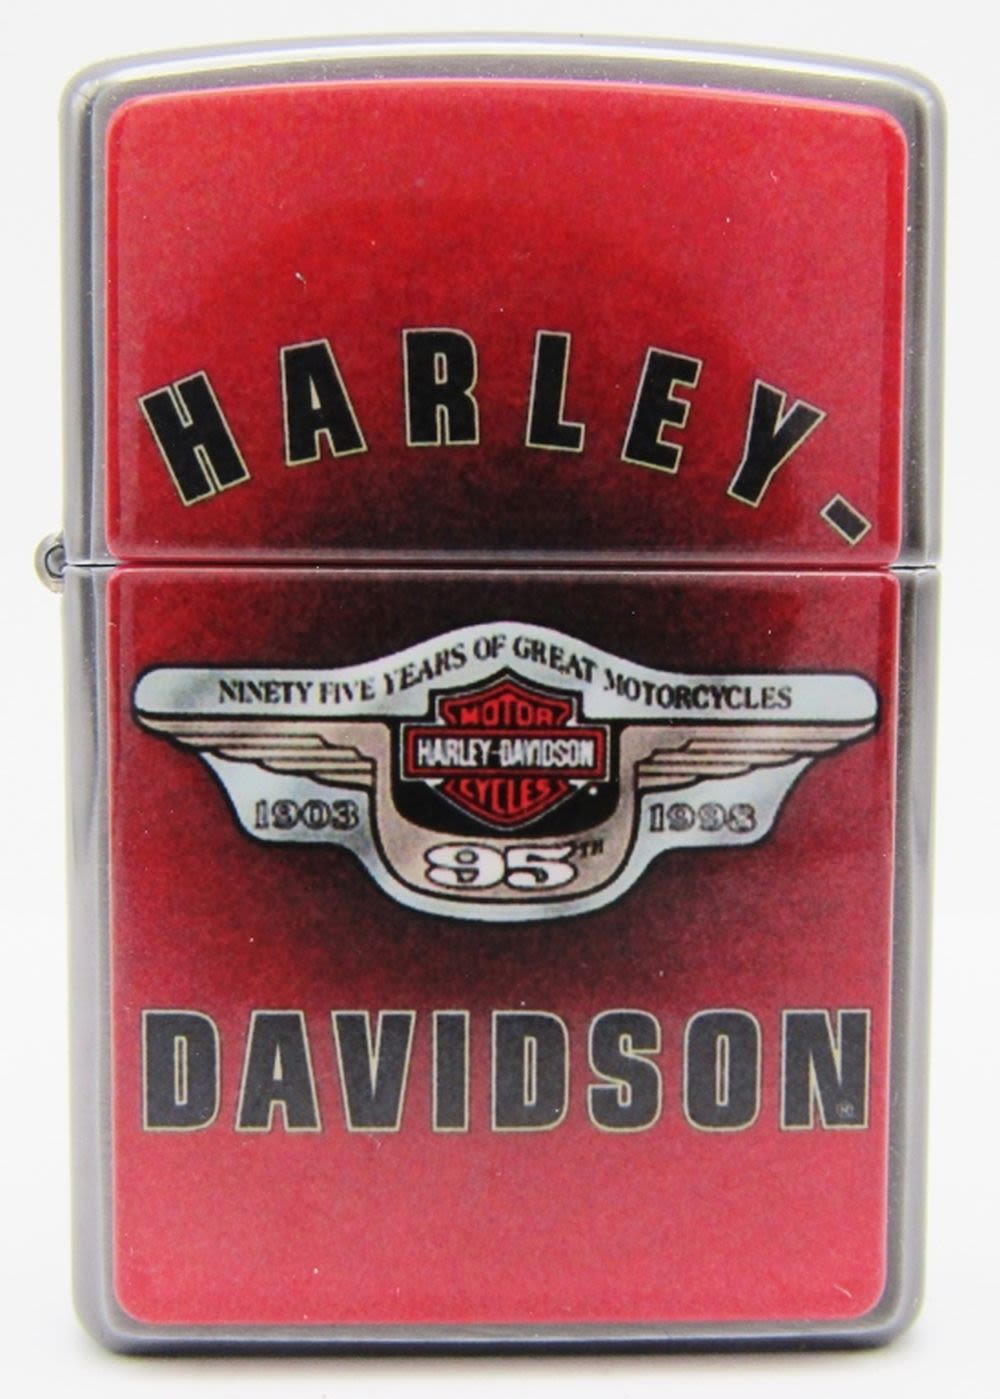 HARLEY-
NINETY FIVE YEARS OF GREAT MOTORCYCLES
MOTOR
HARLEY-DAVIDSON
CYCLES
1903 1998
95TH
DAVIDSON®